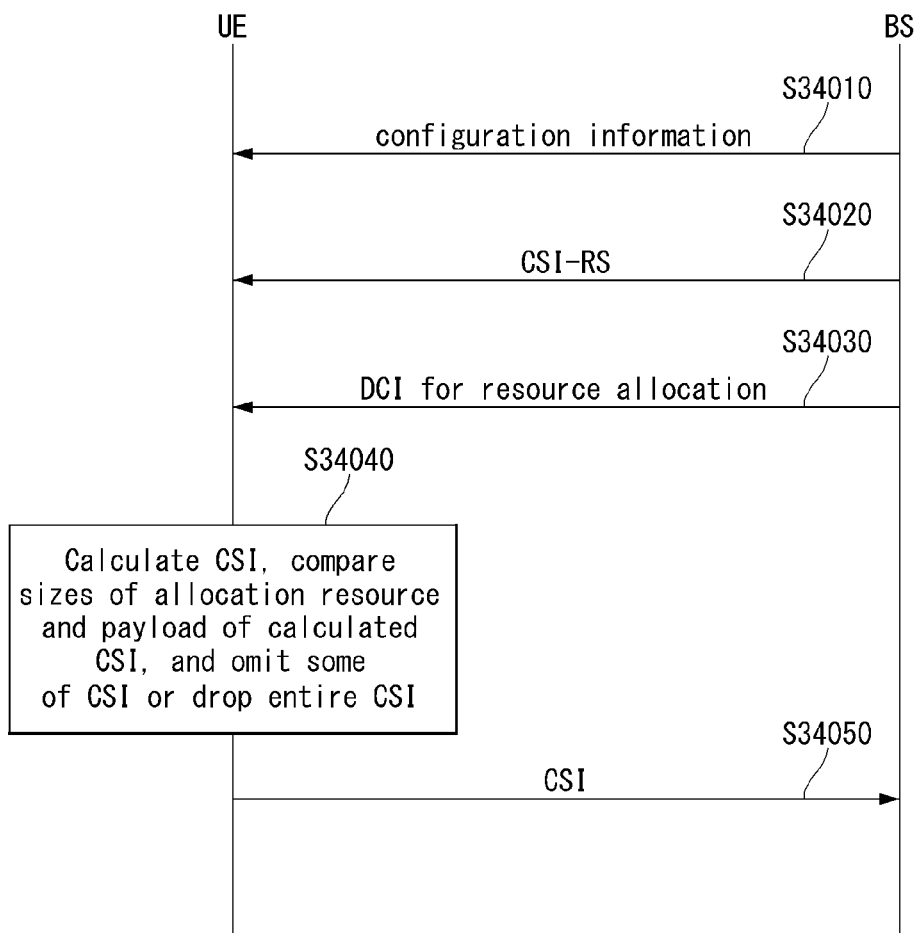 UE
BS
S34010
configuration information
S34020
CSI-RS
S34030
DCI for resource allocation
S34040
Calculate CSI, compare
sizes of allocation resource
and payload of calculated
CSI, and omit some
of CSI or drop entire CSI
S34050
CSI